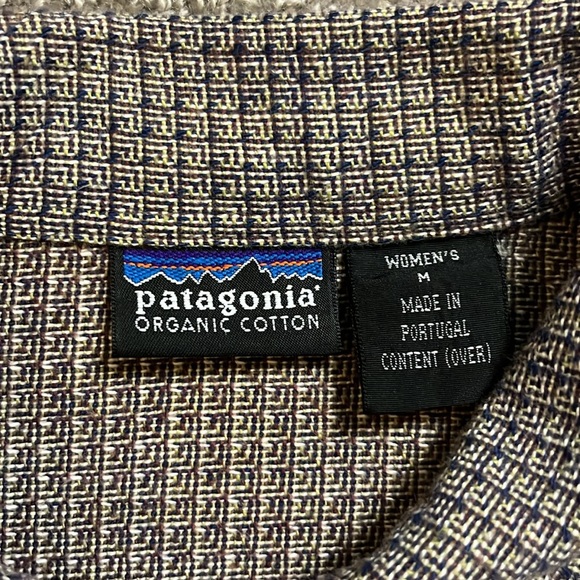 patagonia®
ORGANIC COTTON
WOMEN'S
M
MADE IN
PORTUGAL
CONTENT (OVER)